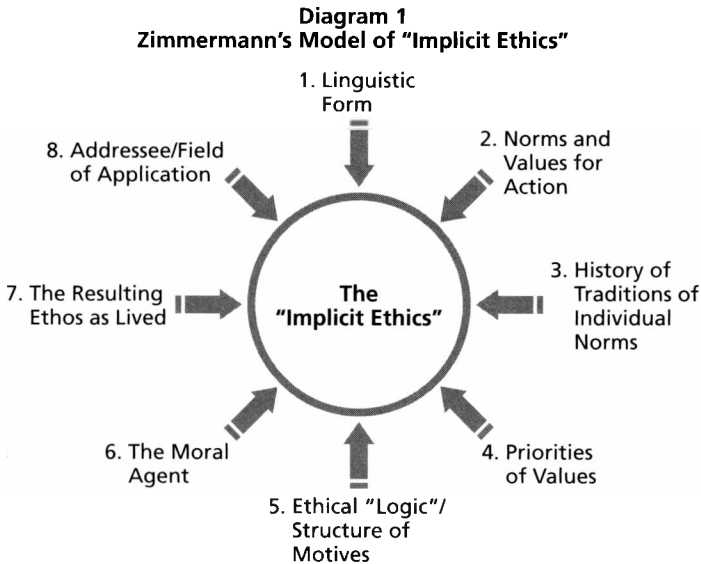 Diagram 1
Zimmermann's Model of "Implicit Ethics"
1. Linguistic
Form
2. Norms and
Values for
Action
3. History of
Traditions of
Individual
Norms
4. Priorities
of Values
5. Ethical "Logic"/
Structure of
Motives
6. The Moral
Agent
7. The Resulting
Ethos as Lived
8. Addressee/Field
of Application
The
"Implicit Ethics"